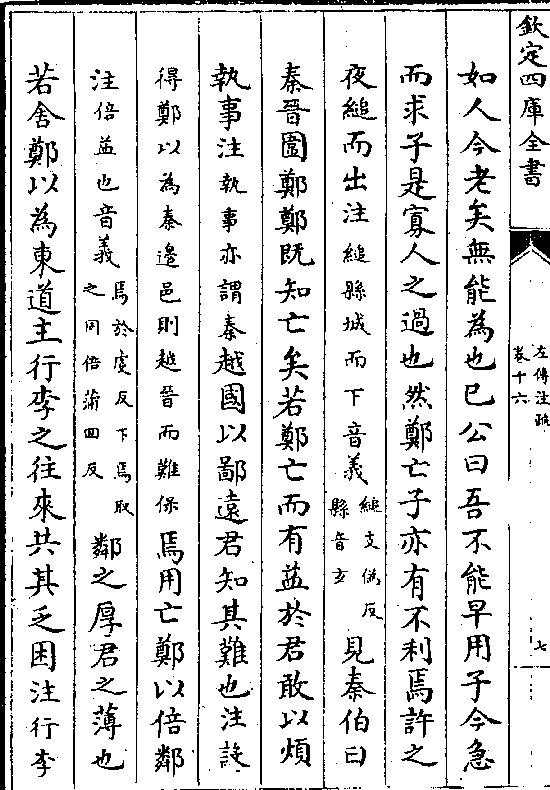 欽定四庫全書
左傳注疏
卷十六
七
如人今老矣無能為也已公曰吾不能早用子今急
而求子是寡人之過也然鄭亡子亦有不利焉許之
夜縋而出注縋縣城而下音義縋支偽反
縣音玄
見秦伯曰
秦晉圍鄭鄭既知亡矣若鄭亡而有益於君敢以煩
執事注執事亦謂秦越國以鄙遠君知其難也注設
得鄭以為秦邊邑則越晉而難保焉用亡鄭以倍鄰
注倍益也音義焉於虔反下焉取
之同倍蒲回反
鄰之厚君之薄也
若舍鄭以為東道主行李之往來共其乏困注行李